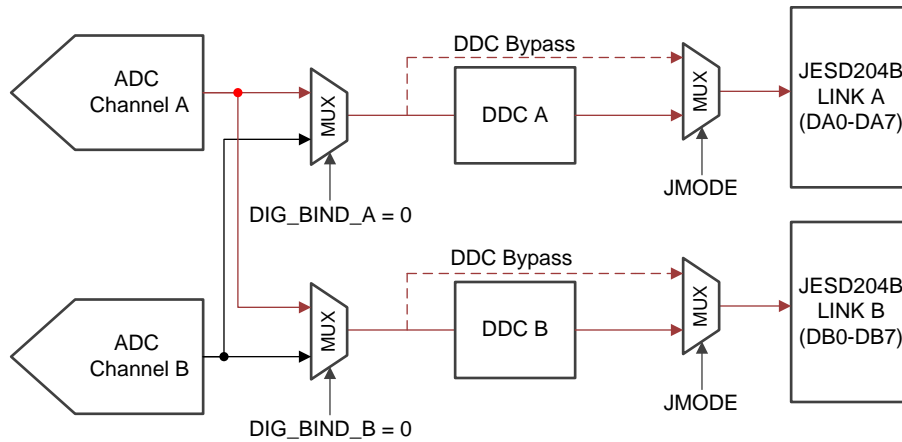 ADC
Channel A
MUX
DIG_BIND_A = 0
DDC Bypass
DDC A
MUX
JMODE
JESD204B
LINK A
(DA0-DA7)
ADC
Channel B
MUX
DIG_BIND_B = 0
DDC Bypass
DDC B
MUX
JMODE
JESD204B
LINK B
(DB0-DB7)